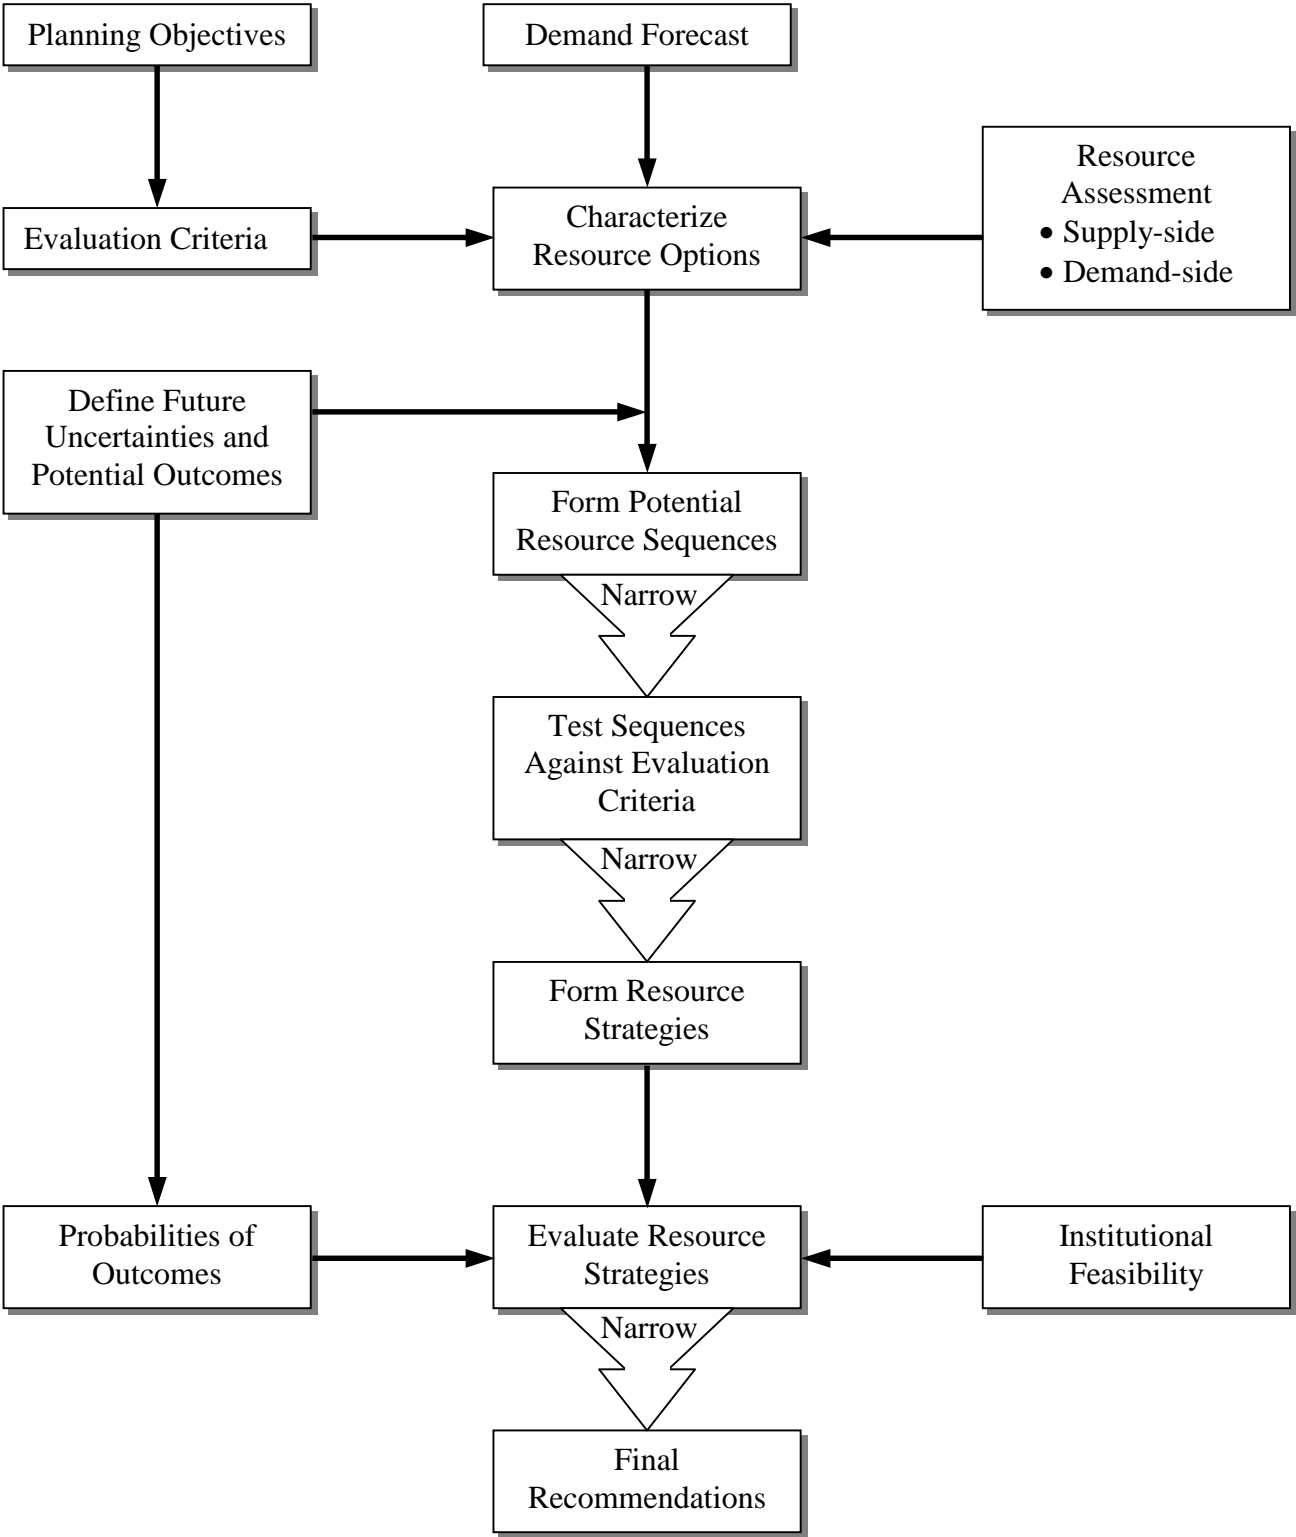 Planning Objectives
Demand Forecast
Resource
Assessment
• Supply-side
• Demand-side
Evaluation Criteria
Characterize
Resource Options
Define Future
Uncertainties and
Potential Outcomes
Form Potential
Resource Sequences
Narrow
Test Sequences
Against Evaluation
Criteria
Narrow
Form Resource
Strategies
Probabilities of
Outcomes
Evaluate Resource
Strategies
Institutional
Feasibility
Narrow
Final
Recommendations